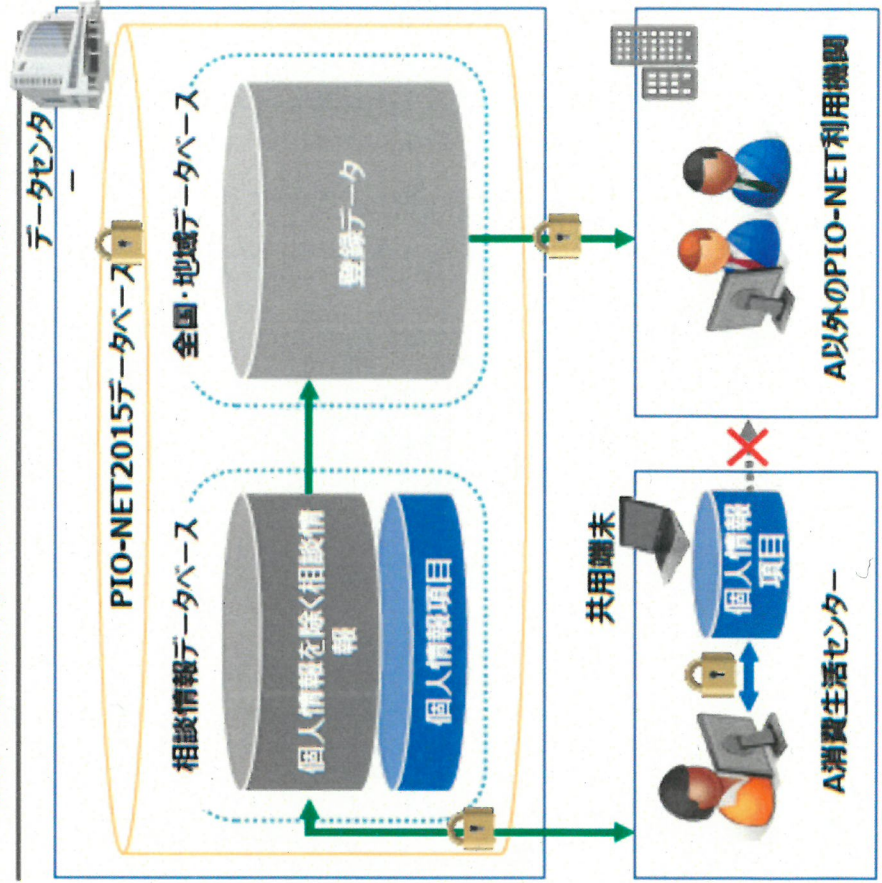 データセンタ
ー
PIO-NET2015データベース
相談情報データベース
個人情報を除く相談情
報
個人情報項目
全国・地域データベース
登録データ
共用端末
個人情報
項目
A消費生活センター
A以外のPIO-NET利用機関